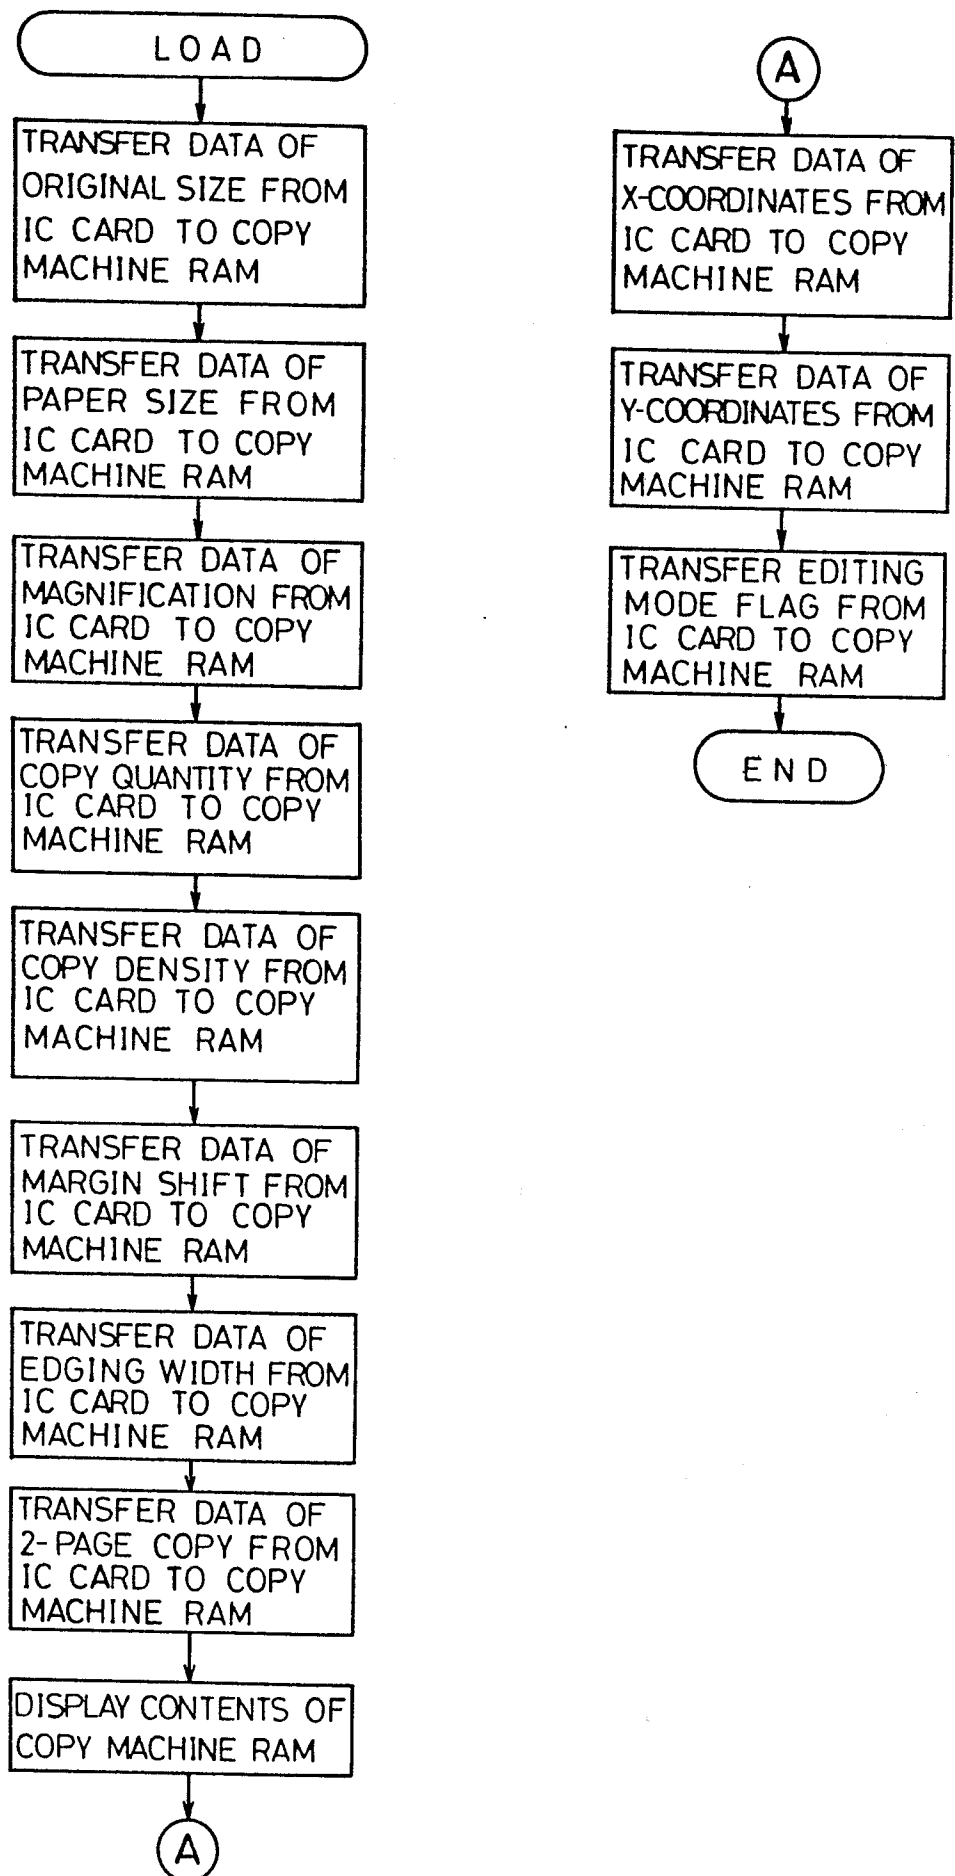 LOAD
TRANSFER DATA OF
ORIGINAL SIZE FROM
IC CARD TO COPY
MACHINE RAM
TRANSFER DATA OF
PAPER SIZE FROM
IC CARD TO COPY
MACHINE RAM
TRANSFER DATA OF
MAGNIFICATION FROM
IC CARD TO COPY
MACHINE RAM
TRANSFER DATA OF
COPY QUANTITY FROM
IC CARD TO COPY
MACHINE RAM
TRANSFER DATA OF
COPY DENSITY FROM
IC CARD TO COPY
MACHINE RAM
TRANSFER DATA OF
MARGIN SHIFT FROM
IC CARD TO COPY
MACHINE RAM
TRANSFER DATA OF
EDGING WIDTH FROM
IC CARD TO COPY
MACHINE RAM
TRANSFER DATA OF
2-PAGE COPY FROM
IC CARD TO COPY
MACHINE RAM
DISPLAY CONTENTS OF
COPY MACHINE RAM
A
A
TRANSFER DATA OF
X-COORDINATES FROM
IC CARD TO COPY
MACHINE RAM
TRANSFER DATA OF
Y-COORDINATES FROM
IC CARD TO COPY
MACHINE RAM
TRANSFER EDITING
MODE FLAG FROM
IC CARD TO COPY
MACHINE RAM
END